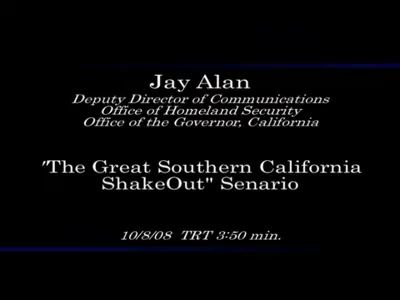 Jay Alan
Deputy Director of Communications
Office of Homeland Security
Office of the Governor, California
"The Great Southern California
ShakeOut" Senario
10/8/08 TRT 3:50 min.